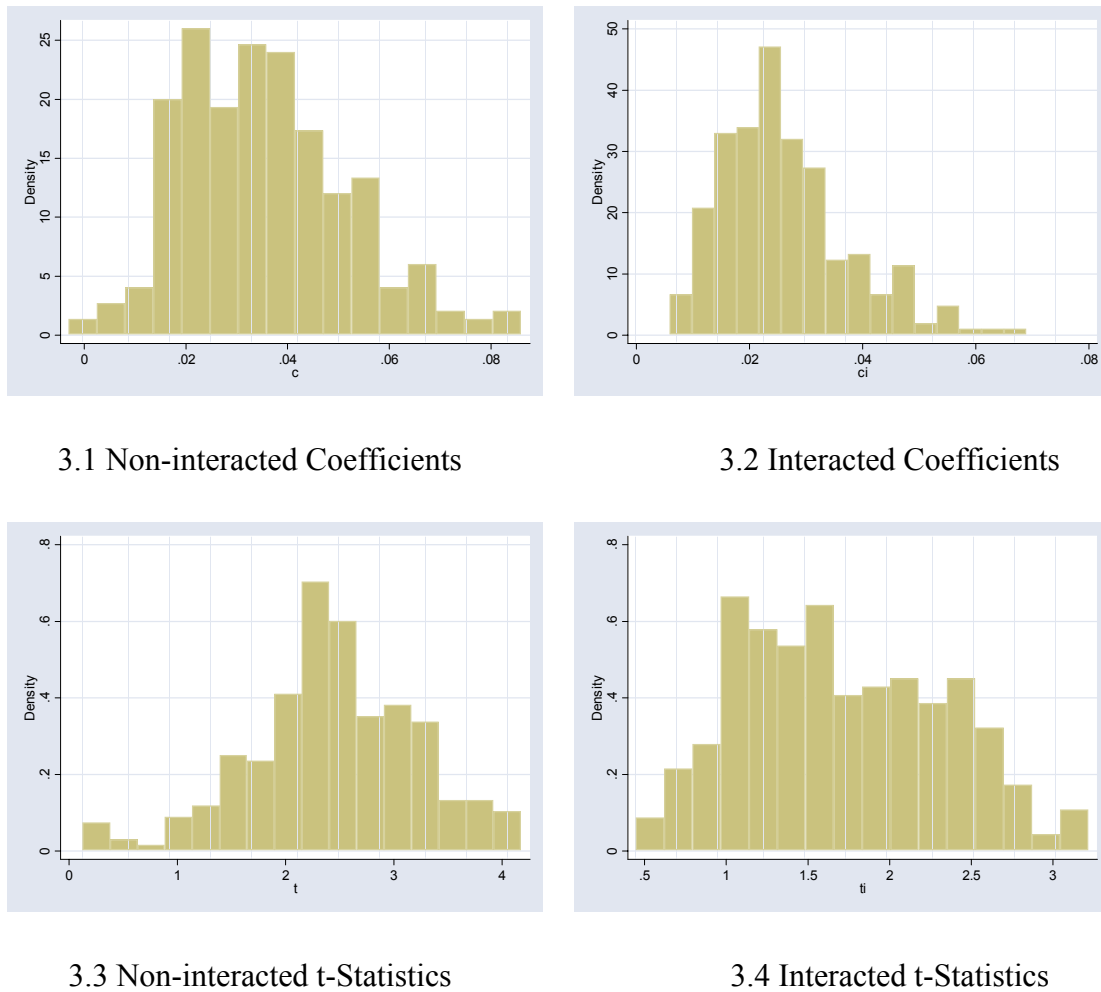 Density
0 5 10 15 20 25
0 .02 .04 .06 .08
c
Density
0 10 20 30 40 50
0 .02 .04 .06 .08
ci
3.1 Non-interacted Coefficients
3.2 Interacted Coefficients
Density
0 .2 .4 .6 .8
0 1 2 3 4
t
Density
0 .2 .4 .6 .8
.5 1 1.5 2 2.5 3
ti
3.3 Non-interacted t-Statistics
3.4 Interacted t-Statistics